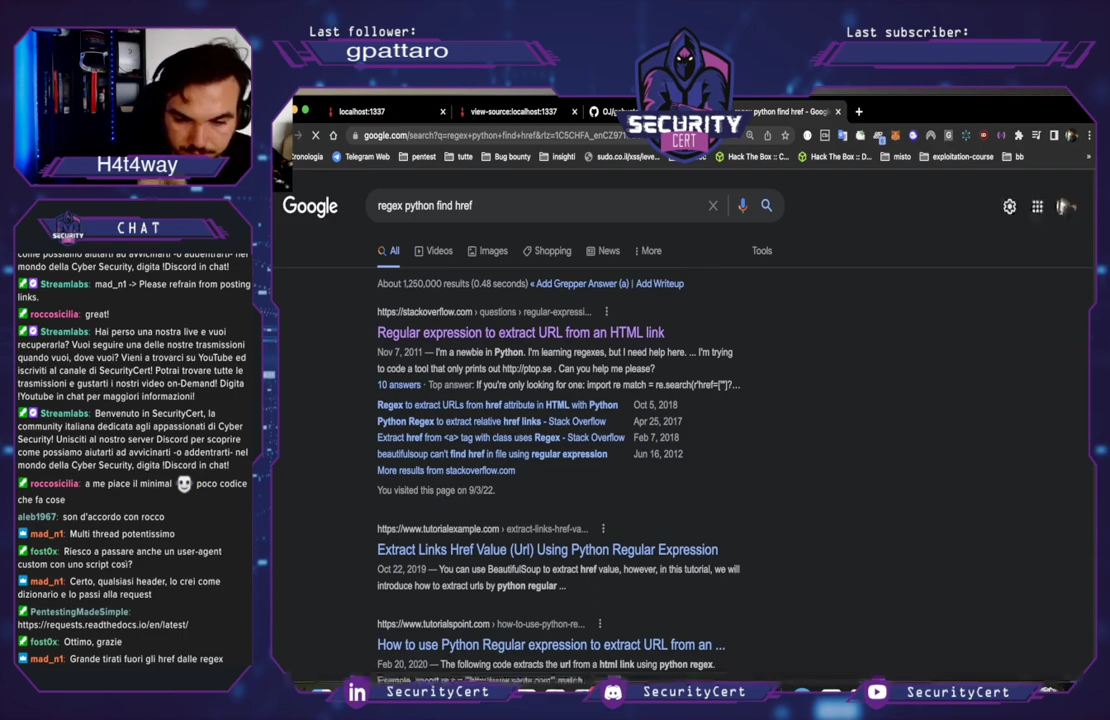 Last follower:
gpattaro
Last subscriber:
SECURITY
CERT
H4t4way
CHAT
SECURITY
come possiamo aiutarti ad avvicinarti -o addentrarti- nel
mondo della Cyber Security, digita !Discord in chat!
Streamlabs: mad_n1 -> Please refrain from posting
links.
roccosicilia: great!
Streamlabs: Hai perso una nostra live e vuoi
recuperarla? Vuoi seguire una delle nostre trasmissioni
quando vuoi, dove vuoi? Vieni a trovarci su YouTube ed
iscriviti al canale di SecurityCert! Potrai trovare tutte le
trasmissioni e gustarti i nostri video on-Demand! Digita
!Youtube in chat per maggiori informazioni!
Streamlabs: Benvenuto in SecurityCert, la
community italiana dedicata agli appassionati di Cyber
Security! Unisciti al nostro server Discord per scoprire
come possiamo aiutarti ad avvicinarti -o addentrarti- nel
mondo della Cyber Security, digita !Discord in chat!
roccosicilia: a me piace il minimal poco codice
che fa cose
aleb1967: son d'accordo con rocco
mad_n1: Multi thread potentissimo
fost0x: Riesco a passare anche un user-agent
custom con uno script così?
mad_n1: Certo, qualsiasi header, lo crei come
dizionario e lo passi alla request
PentestingMadeSimple:
https://requests.readthedocs.io/en/latest/
fost0x: Ottimo, grazie
mad_n1: Grande tirati fuori gli href dalle regex
localhost:1337
view-source:localhost:1337
regex python find href - Goog
google.com/search?q=regex+python+find+href&rlz=1C5CHFA_enCZ971
Cronologia
Telegram Web
pentest
tutte
Bug bounty
insighti
sudo.co.il/xss/leve...
Hack The Box :: C...
Hack The Box :: D...
misto
exploitation-course
bb
Google
regex python find href
All
Videos
Images
Shopping
News
More
Tools
About 1,250,000 results (0.48 seconds) « Add Grepper Answer (a) | Add Writeup
https://stackoverflow.com › questions › regular-expressi...
Regular expression to extract URL from an HTML link
Nov 7, 2011 — I'm a newbie in Python. I'm learning regexes, but I need help here. ... I'm trying
to code a tool that only prints out http://ptop.se . Can you help me please?
10 answers · Top answer: If you're only looking for one: import re match = re.search(r'href=['"]?...
Regex to extract URLs from href attribute in HTML with Python Oct 5, 2018
Python Regex to extract relative href links - Stack Overflow Apr 25, 2017
Extract href from <a> tag with class uses Regex - Stack Overflow Feb 7, 2018
beautifulsoup can't find href in file using regular expression Jun 16, 2012
More results from stackoverflow.com
You visited this page on 9/3/22.
https://www.tutorialexample.com › extract-links-href-va...
Extract Links Href Value (Url) Using Python Regular Expression
Oct 22, 2019 — You can use BeautifulSoup to extract href value, however, in this tutorial, we will
introduce how to extract urls by python regular ...
https://www.tutorialspoint.com › how-to-use-python-re...
How to use Python Regular expression to extract URL from an ...
Feb 20, 2020 — The following code extracts the url from a html link using python regex.
SecurityCert
SecurityCert
SecurityCert